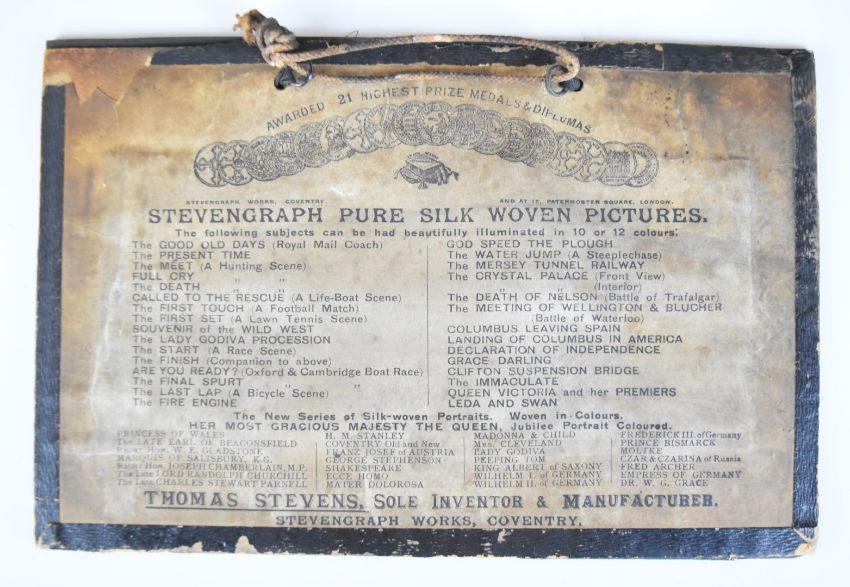 AWARDED 21 HIGHEST PRIZE MEDALS & DIPLOMAS
STEVENGRAPH WORKS, COVENTRY. AND AT 17, PATERNOSTER SQUARE, LONDON.
STEVENGRAPH PURE SILK WOVEN PICTURES.
The following subjects can be had beautifully illuminated in 10 or 12 colours:
The GOOD OLD DAYS (Royal Mail Coach)
The PRESENT TIME
The MEET (A Hunting Scene)
FULL CRY „ „
The DEATH „ „
CALLED TO THE RESCUE (A Life-Boat Scene)
The FIRST TOUCH (A Football Match)
The FIRST SET (A Lawn Tennis Scene)
SOUVENIR of the WILD WEST
The LADY GODIVA PROCESSION
The START (A Race Scene)
The FINISH (Companion to above)
ARE YOU READY? (Oxford & Cambridge Boat Race)
The FINAL SPURT „ „
The LAST LAP (A Bicycle Scene)
The FIRE ENGINE
GOD SPEED THE PLOUGH
The WATER JUMP (A Steeplechase)
The MERSEY TUNNEL RAILWAY
The CRYSTAL PALACE (Front View)
„ „ (Interior)
The DEATH OF NELSON (Battle of Trafalgar)
The MEETING OF WELLINGTON & BLUCHER
(Battle of Waterloo)
COLUMBUS LEAVING SPAIN
LANDING OF COLUMBUS IN AMERICA
DECLARATION OF INDEPENDENCE
GRACE DARLING
CLIFTON SUSPENSION BRIDGE
The IMMACULATE
QUEEN VICTORIA and her PREMIERS
LEDA AND SWAN
The New Series of Silk-woven Portraits. Woven in Colours.
HER MOST GRACIOUS MAJESTY THE QUEEN, Jubilee Portrait Coloured.
PRINCESS OF WALES
The LATE EARL OF BEACONSFIELD
RIGHT HON. W. E. GLADSTONE
MARQUIS OF SALISBURY, K.G.
RIGHT HON. JOSEPH CHAMBERLAIN, M.P.
The Late LORD RANDOLPH CHURCHILL
The Late CHARLES STEWART PARNELL
H. M. STANLEY
COVENTRY Old and New
FRANZ JOSEF OF AUSTRIA
GEORGE STEPHENSON
SHAKESPEARE
ECCE HOMO
MATER DOLOROSA
MADONNA & CHILD
MRS. CLEVELAND
LADY GODIVA
PEEPING TOM
KING ALBERT OF SAXONY
WILHELM I. of GERMANY
WILHELM II. of GERMANY
FREDERICK III. of Germany
PRINCE BISMARCK
MOLTKE
CZAR & CZARINA of Russia
FRED ARCHER
EMPRESS OF GERMANY
DR. W. G. GRACE
THOMAS STEVENS, SOLE INVENTOR & MANUFACTURER.
STEVENGRAPH WORKS, COVENTRY.